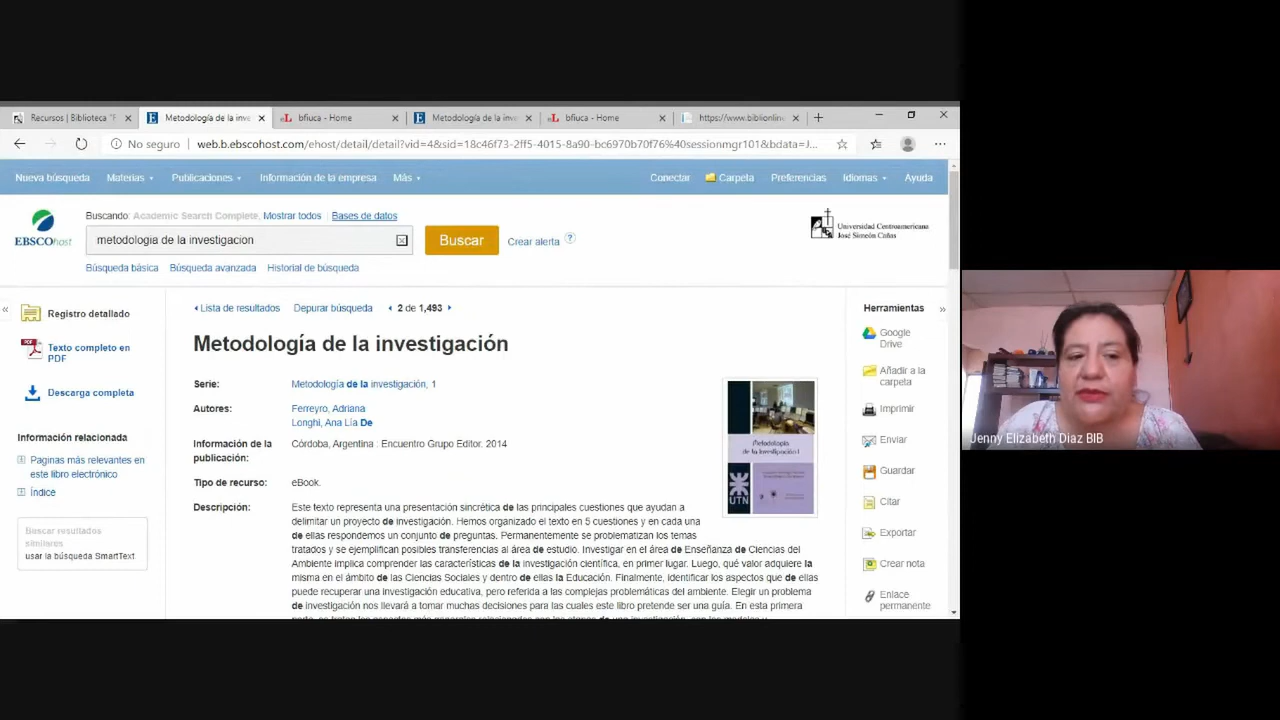 Recursos | Biblioteca "F
Metodología de la inve
bfiuca - Home
Metodología de la inve
bfiuca - Home
https://www.biblionline
No seguro
web.b.ebscohost.com/ehost/detail/detail?vid=4&sid=18c46f73-2ff5-4015-8a90-bc6970b70f76%40sessionmgr101&bdata=J...
Nueva búsqueda
Materias
Publicaciones
Información de la empresa
Más
Conectar
Carpeta
Preferencias
Idiomas
Ayuda
Buscando: Academic Search Complete, Mostrar todos | Bases de datos
EBSCOhost
metodologia de la investigacion
Buscar
Crear alerta
Búsqueda básica
Búsqueda avanzada
Historial de búsqueda
Universidad Centroamericana
José Simeón Cañas
Registro detallado
PDF
Texto completo en
PDF
Descarga completa
Información relacionada
Paginas más relevantes en
este libro electrónico
Índice
Buscar resultados
similares
usar la búsqueda SmartText
Lista de resultados
Depurar búsqueda
2 de 1,493
Metodología de la investigación
Serie: Metodología de la investigación, 1
Autores: Ferreyro, Adriana
Longhi, Ana Lía De
Información de la publicación: Córdoba, Argentina : Encuentro Grupo Editor. 2014
Tipo de recurso: eBook.
Descripción: Este texto representa una presentación sincrética de las principales cuestiones que ayudan a
delimitar un proyecto de investigación. Hemos organizado el texto en 5 cuestiones y en cada una
de ellas respondemos un conjunto de preguntas. Permanentemente se problematizan los temas
tratados y se ejemplifican posibles transferencias al área de estudio. Investigar en el área de Enseñanza de Ciencias del
Ambiente implica comprender las características de la investigación científica, en primer lugar. Luego, qué valor adquiere la
misma en el ámbito de las Ciencias Sociales y dentro de ellas la Educación. Finalmente, identificar los aspectos que de ellas
puede recuperar una investigación educativa, pero referida a las complejas problemáticas del ambiente. Elegir un problema
de investigación nos llevará a tomar muchas decisiones para las cuales este libro pretende ser una guía. En esta primera
Metodología
de la investigación I
UTN
Herramientas
Google
Drive
Añadir a la
carpeta
Imprimir
Enviar
Guardar
Citar
Exportar
Crear nota
Enlace
permanente
Jenny Elizabeth Diaz BIB